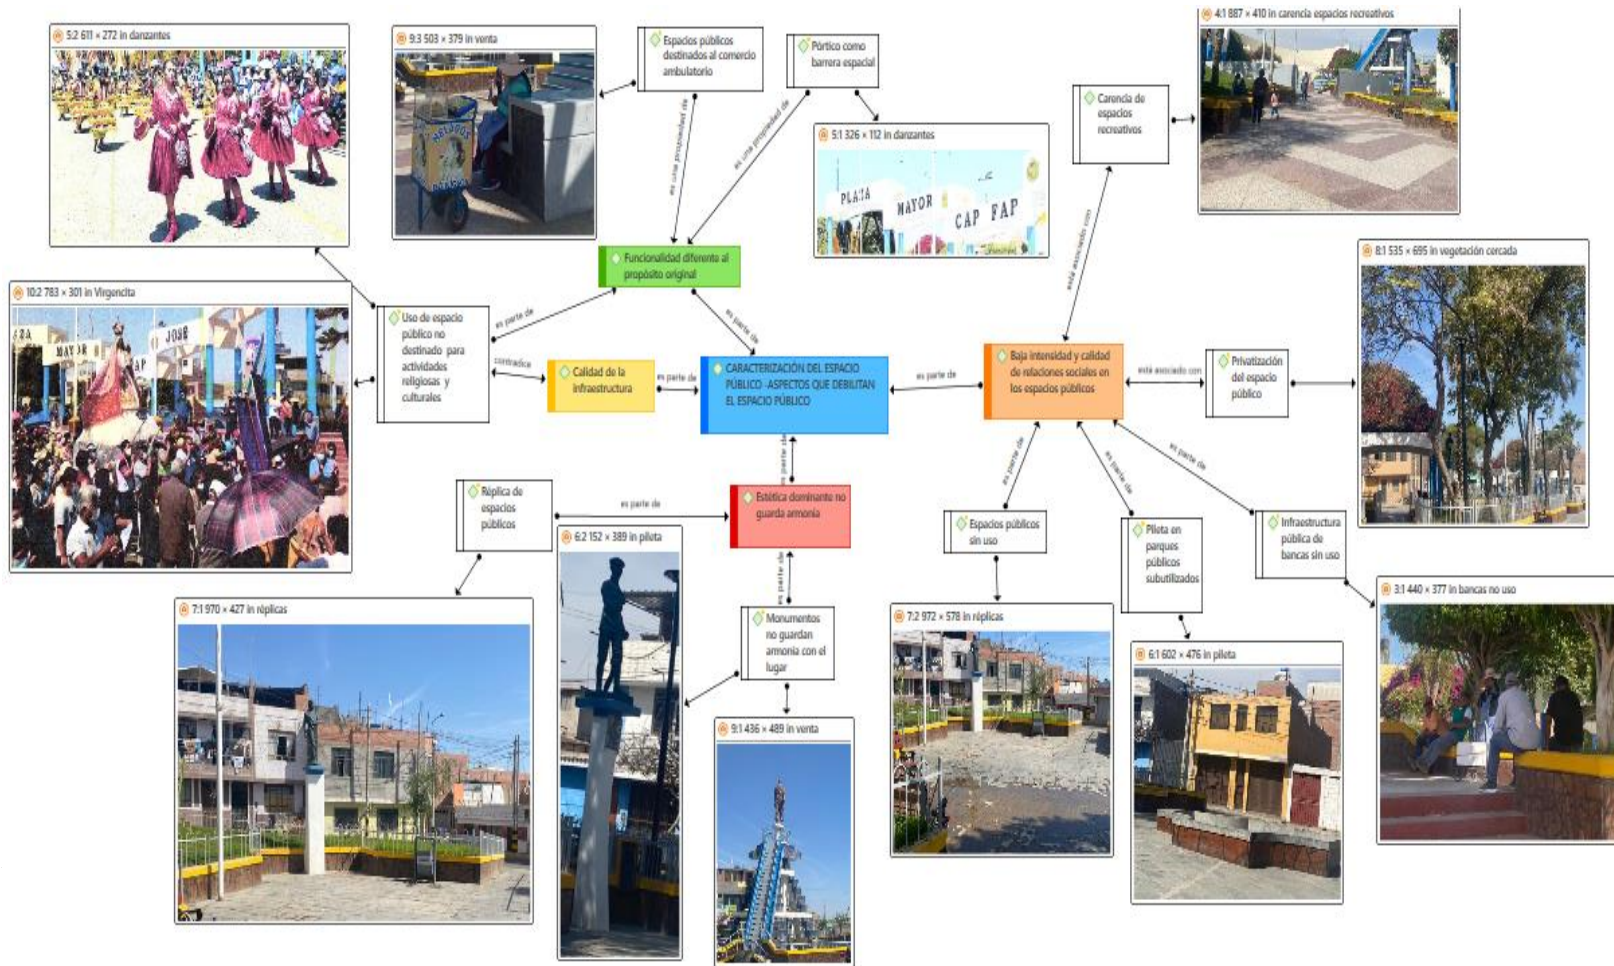 5:2 611 × 272 in danzantes
9:3 503 × 379 in venta
HELADOS
Espacios públicos
destinados al comercio
ambulatorio
Pórtico como
barrera espacial
5:1 326 × 112 in danzantes
PLAZA
MAYOR
CAP FAP
Carencia de
espacios
recreativos
4:1 887 × 410 in carencia espacios recreativos
es una propiedad de
es una propiedad de
está asociado con
Funcionalidad diferente al
propósito original
10:2 783 × 301 in Virgencita
MAYOR
CAP
JOSÉ
Uso de espacio
público no
destinado para
actividades
religiosas y
culturales
es parte de
contradice
es parte de
Calidad de la
infraestructura
es parte de
CARACTERIZACIÓN DEL ESPACIO
PÚBLICO -ASPECTOS QUE DEBILITAN
EL ESPACIO PÚBLICO
es parte de
Baja intensidad y calidad
de relaciones sociales en
los espacios públicos
está asociado con
Privatización
del espacio
público
8:1 535 × 695 in vegetación cercada
es parte de
Réplica de
espacios
públicos
es parte de
Estética dominante no
guarda armonía
es parte de
es parte de
es parte de
es parte de
Espacios públicos
sin uso
Pileta en
parques
públicos
subutilizados
Infraestructura
pública de
bancas sin uso
6:2 152 × 389 in pileta
7:1 970 × 427 in réplicas
Monumentos
no guardan
armonía con el
lugar
9:1 436 × 489 in venta
7:2 972 × 578 in réplicas
6:1 602 × 476 in pileta
3:1 440 × 377 in bancas no uso